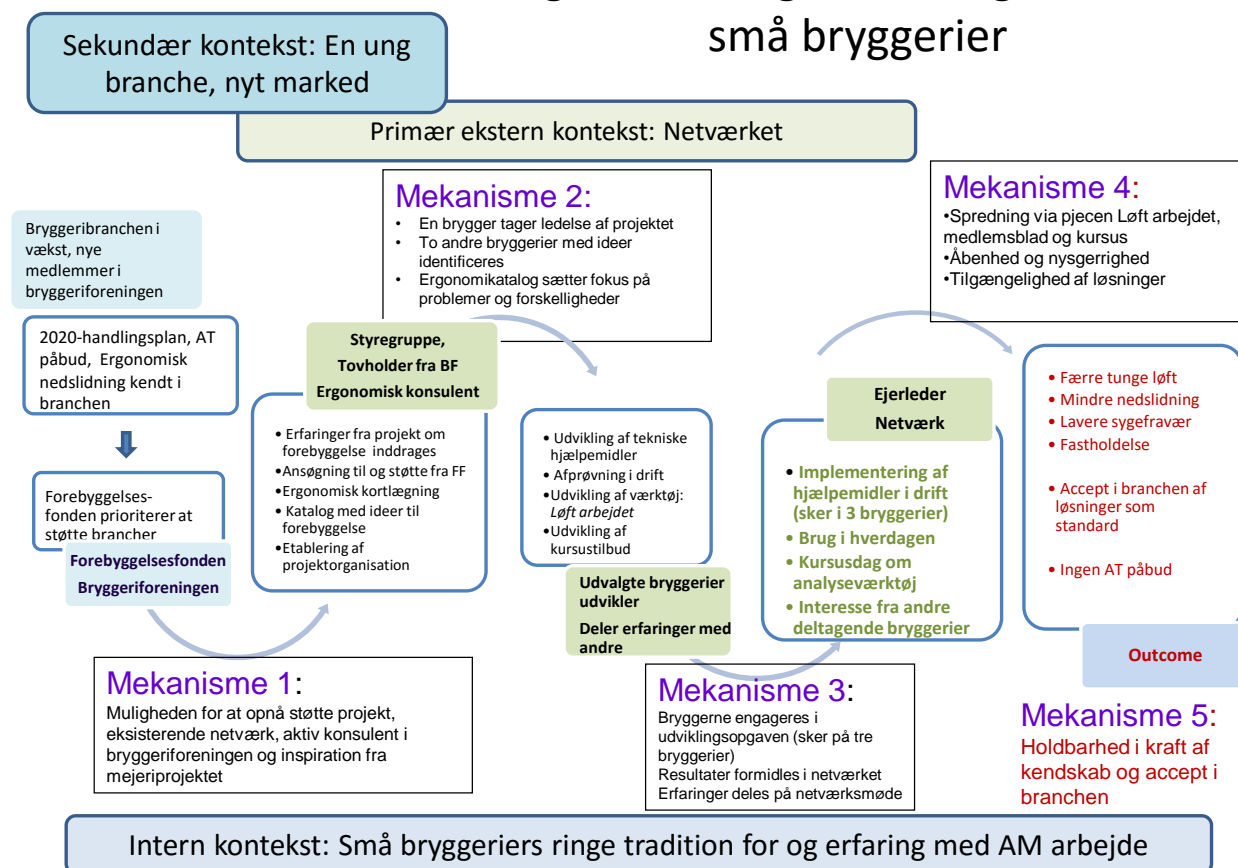 små bryggerier
Sekundær kontekst: En ung
branche, nyt marked
Primær ekstern kontekst: Netværket
Mekanisme 2:
• En brygger tager ledelse af projektet
• To andre bryggerier med ideer
identificeres
• Ergonomikatalog sætter fokus på
problemer og forskelligheder
Mekanisme 4:
•Spredning via pjecen Løft arbejdet,
medlemsblad og kursus
•Åbenhed og nysgerrighed
•Tilgængelighed af løsninger
Bryggeribranchen i
vækst, nye
medlemmer i
bryggeriforeningen
2020-handlingsplan, AT
påbud, Ergonomisk
nedslidning kendt i
branchen
Forebyggelses-
fonden prioriterer at
støtte brancher
Forebyggelsesfonden
Bryggeriforeningen
Styregruppe,
Tovholder fra BF
Ergonomisk konsulent
• Erfaringer fra projekt om
forebyggelse inddrages
•Ansøgning til og støtte fra FF
•Ergonomisk kortlægning
• Katalog med ideer til
forebyggelse
•Etablering af
projektorganisation
• Udvikling af tekniske
hjælpemidler
• Afprøvning i drift
•Udvikling af værktøj:
Løft arbejdet
•Udvikling af
kursustilbud
Udvalgte bryggerier
udvikler
Deler erfaringer med
andre
Ejerleder
Netværk
• Implementering af
hjælpemidler i drift
(sker i 3 bryggerier)
• Brug i hverdagen
• Kursusdag om
analyseværktøj
• Interesse fra andre
deltagende bryggerier
• Færre tunge løft
• Mindre nedslidning
• Lavere sygefravær
• Fastholdelse
• Accept i branchen af
løsninger som
standard
• Ingen AT påbud
Outcome
Mekanisme 1:
Muligheden for at opnå støtte projekt,
eksisterende netværk, aktiv konsulent i
bryggeriforeningen og inspiration fra
mejeriprojektet
Mekanisme 3:
Bryggerne engageres i
udviklingsopgaven (sker på tre
bryggerier)
Resultater formidles i netværket
Erfaringer deles på netværksmøde
Mekanisme 5:
Holdbarhed i kraft af
kendskab og accept i
branchen
Intern kontekst: Små bryggeriers ringe tradition for og erfaring med AM arbejde